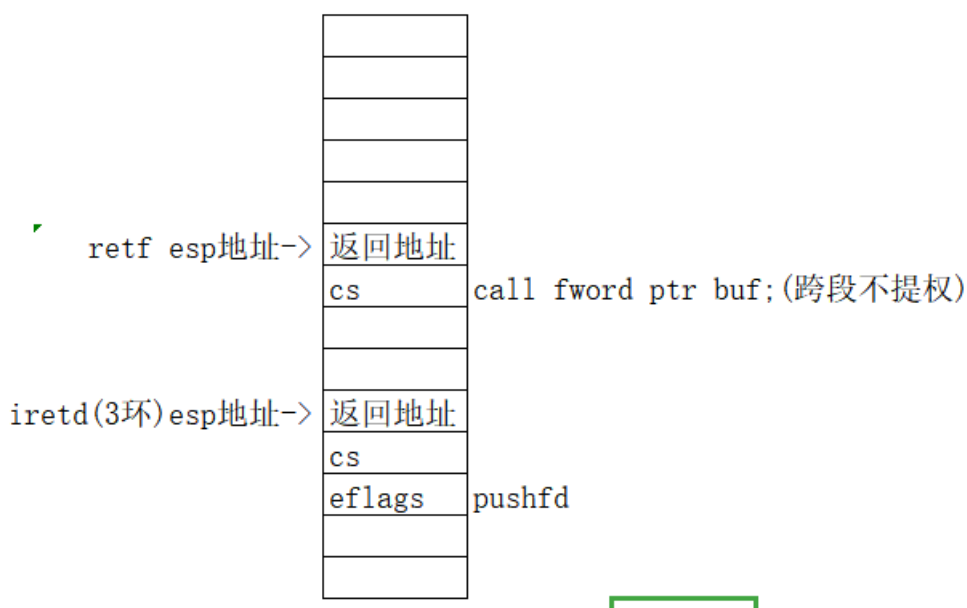 retf esp地址-> 返回地址
cs call fword ptr buf;(跨段不提权)
iretd(3环)esp地址-> 返回地址
cs
eflags pushfd